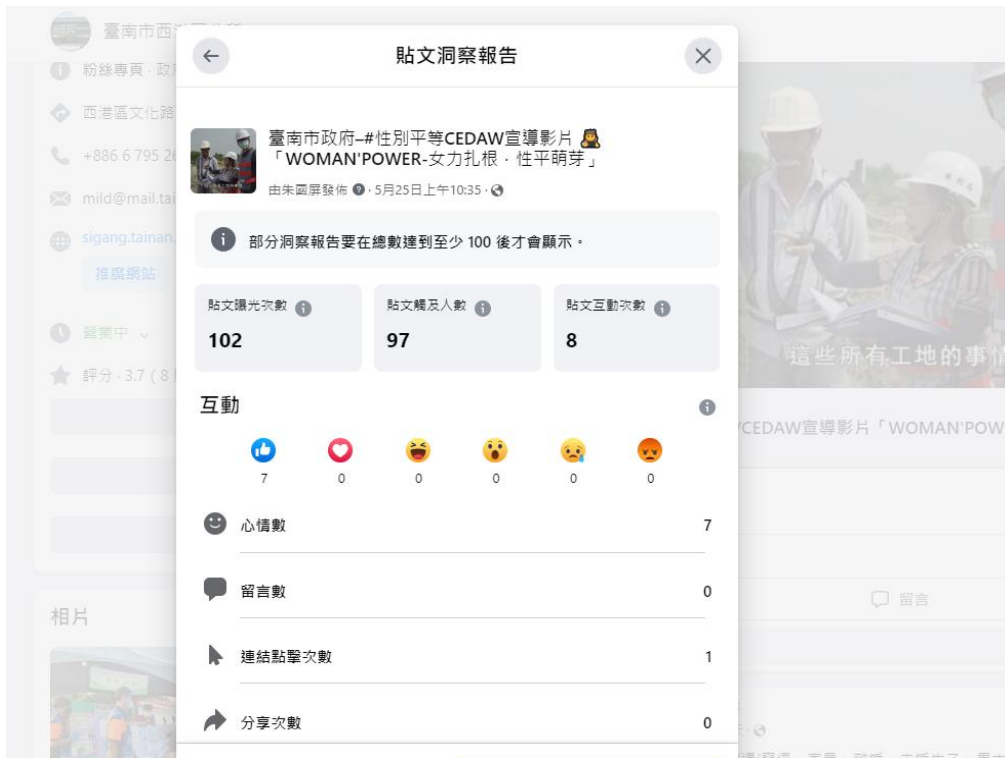 臺南市西
貼文洞察報告
粉絲專頁 · 政府
西港區文化路
+886 6 795 26
mild@mail.tai
sigang.tainan.
推廣網站
營業中
評分 · 3.7 ( 8
相片
臺南市政府–#性別平等CEDAW宣導影片
「WOMAN'POWER-女力扎根．性平萌芽」
由朱國屏發佈 · 5月25日上午10:35 ·
部分洞察報告要在總數達到至少 100 後才會顯示。
貼文曝光次數
102
貼文觸及人數
97
貼文互動次數
8
互動
7 0 0 0 0 0
心情數 7
留言數 0
連結點擊次數 1
分享次數 0
這些所有工地的事情
CEDAW宣導影片「WOMAN'POW
留言